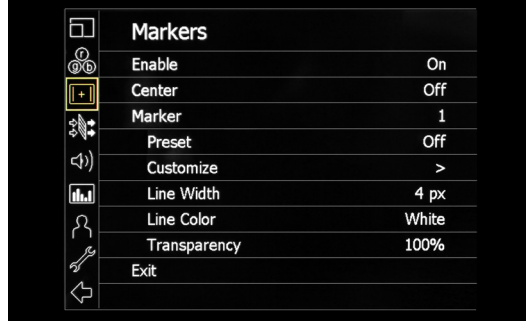 Markers
Enable On
Center Off
Marker 1
Preset Off
Customize >
Line Width 4 px
Line Color White
Transparency 100%
Exit
r
g b